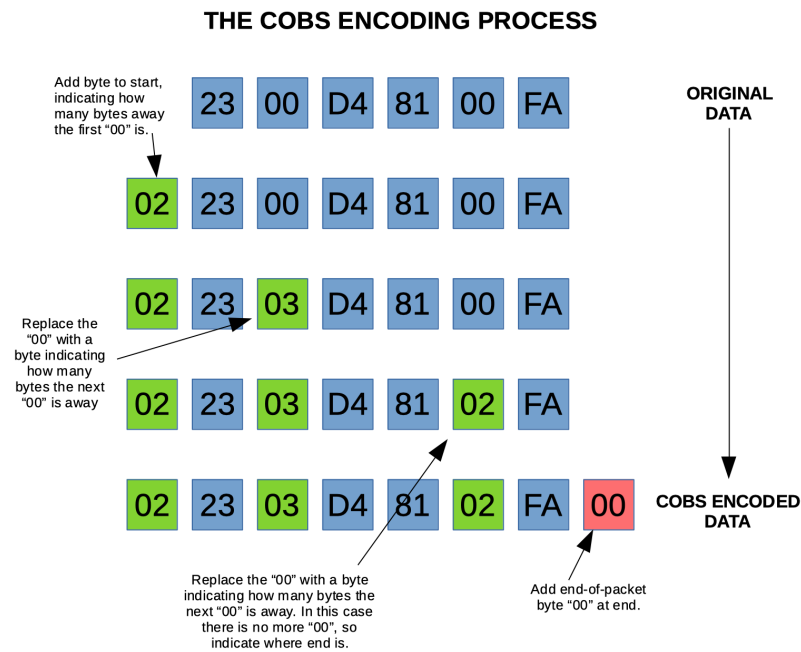 THE COBS ENCODING PROCESS
Add byte to start,
indicating how
many bytes away
the first “00” is.
23 00 D4 81 00 FA
ORIGINAL
DATA
02 23 00 D4 81 00 FA
02 23 03 D4 81 00 FA
Replace the
“00” with a
byte indicating
how many
bytes the next
“00” is away
02 23 03 D4 81 02 FA
02 23 03 D4 81 02 FA 00
COBS ENCODED
DATA
Replace the “00” with a byte
indicating how many bytes the
next “00” is away. In this case
there is no more “00”, so
indicate where end is.
Add end-of-packet
byte “00” at end.